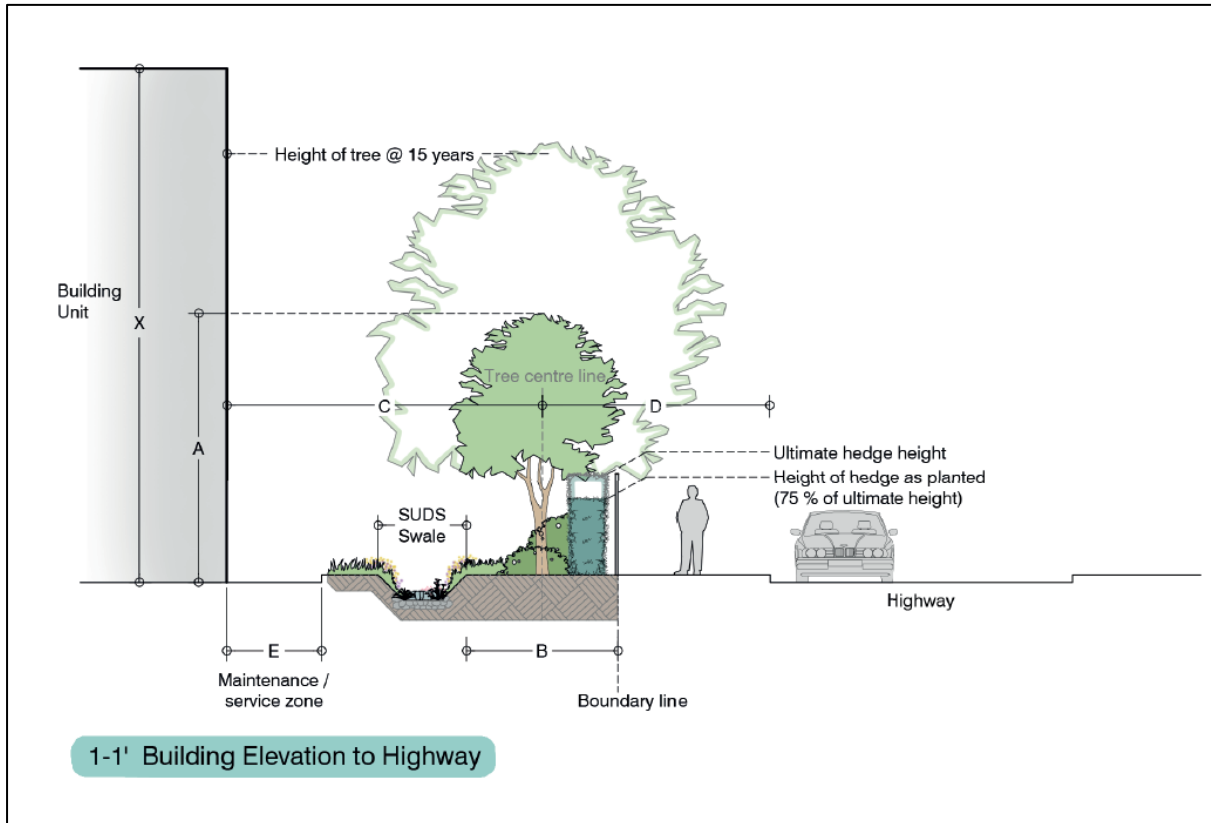 Height of tree @ 15 years
Building
Unit
X
A
Tree centre line
C
D
Ultimate hedge height
Height of hedge as planted
(75 % of ultimate height)
SUDS
Swale
Highway
E
B
Maintenance /
service zone
Boundary line
1-1' Building Elevation to Highway